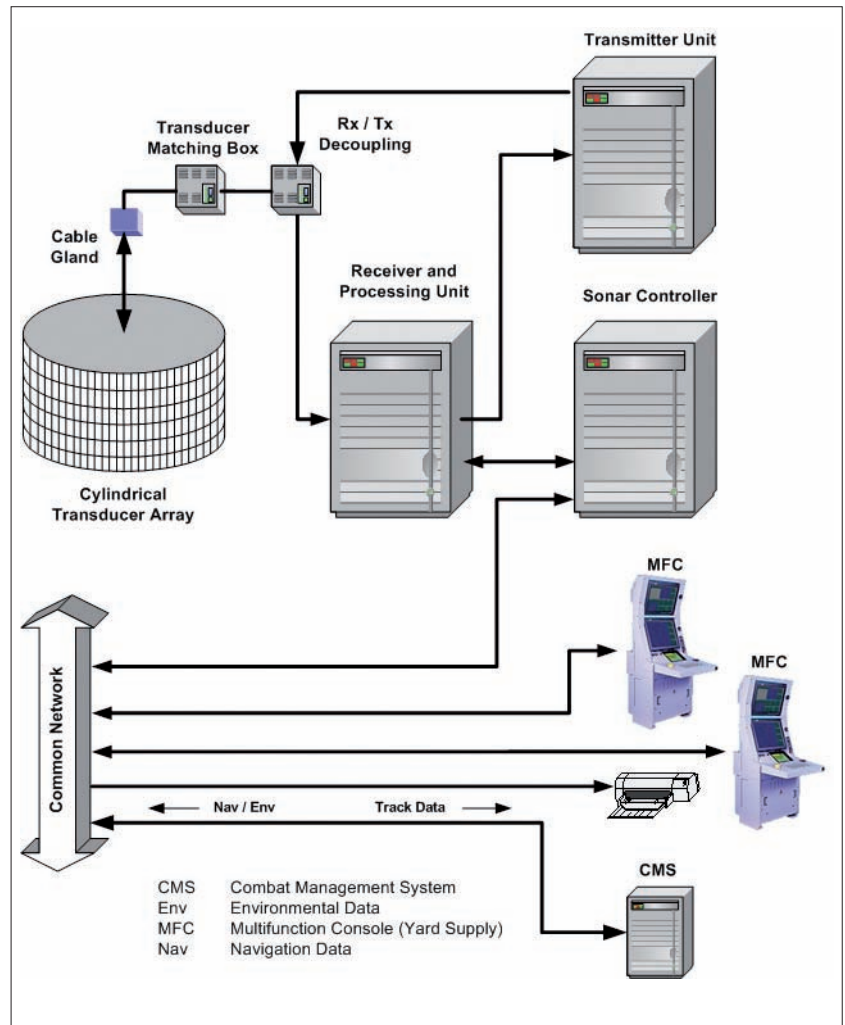 Transmitter Unit
Rx / Tx
Decoupling
Transducer
Matching Box
Cable
Gland
Receiver and
Processing Unit
Sonar Controller
Cylindrical
Transducer Array
MFC
MFC
Common Network
Nav / Env
Track Data
CMS
CMS Combat Management System
Env Environmental Data
MFC Multifunction Console (Yard Supply)
Nav Navigation Data